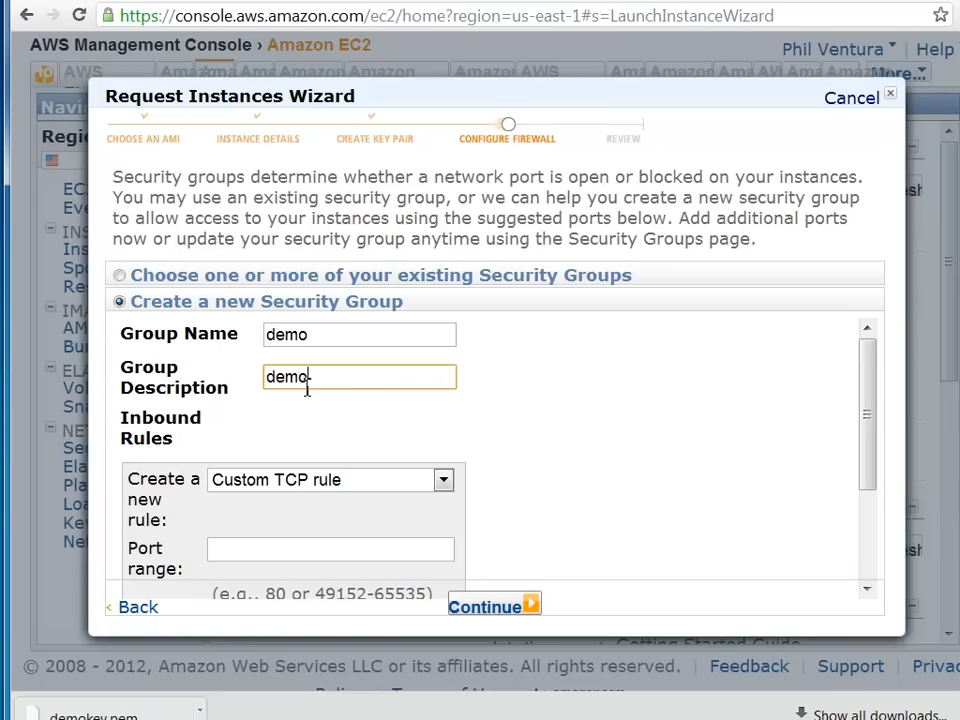 https://console.aws.amazon.com/ec2/home?region=us-east-1#s=LaunchInstanceWizard
AWS Management Console › Amazon EC2
Phil Ventura
Help
AWS
Amazon
More...
Navi
Regi
Request Instances Wizard
Cancel
CHOOSE AN AMI
INSTANCE DETAILS
CREATE KEY PAIR
CONFIGURE FIREWALL
REVIEW
Security groups determine whether a network port is open or blocked on your instances.
You may use an existing security group, or we can help you create a new security group
to allow access to your instances using the suggested ports below. Add additional ports
now or update your security group anytime using the Security Groups page.
Choose one or more of your existing Security Groups
Create a new Security Group
Group Name
demo
Group
Description
demo
Inbound
Rules
Create a
new
rule:
Custom TCP rule
Port
range:
(e.g., 80 or 49152-65535)
‹ Back
Continue
© 2008 - 2012, Amazon Web Services LLC or its affiliates. All rights reserved.
Feedback
Support
Priva
demokey.pem
Show all downloads...